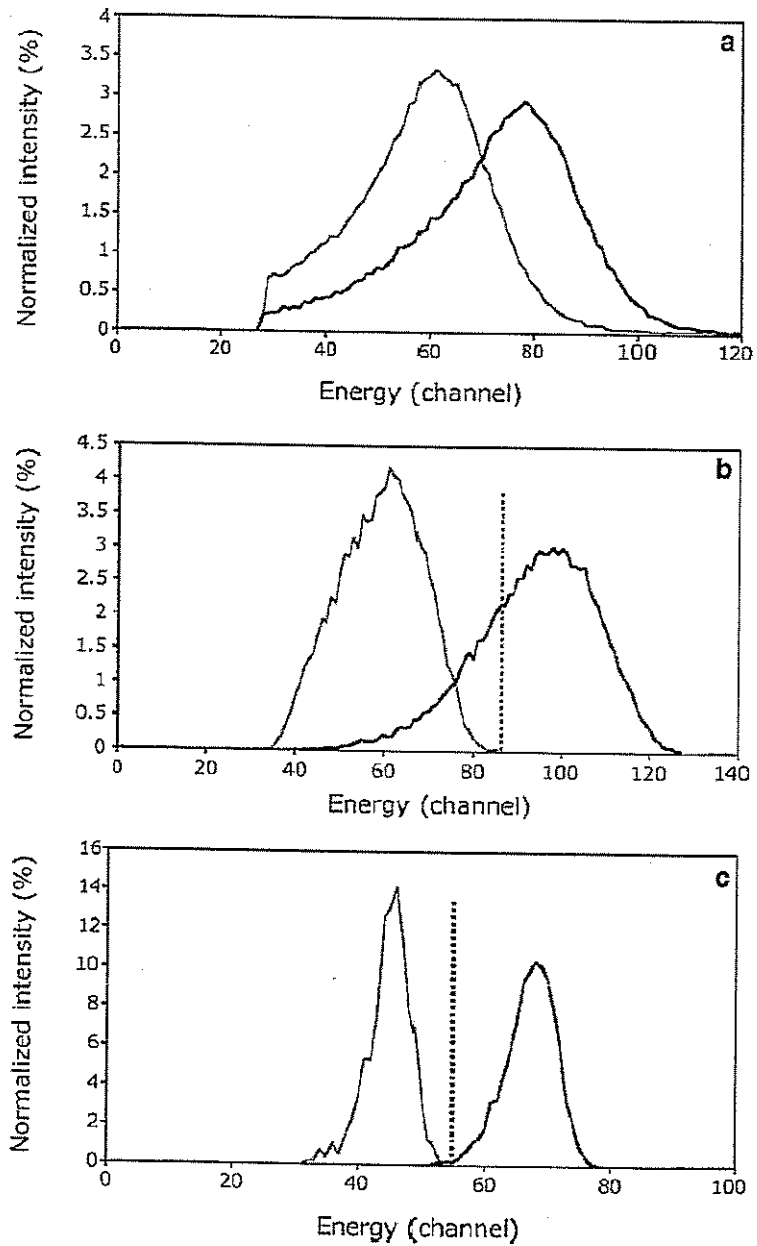 a
Normalized intensity (%)
4
3.5
3
2.5
2
1.5
1
0.5
0
0 20 40 60 80 100 120
Energy (channel)
b
Normalized intensity (%)
4.5
4
3.5
3
2.5
2
1.5
1
0.5
0
0 20 40 60 80 100 120 140
Energy (channel)
c
Normalized intensity (%)
16
14
12
10
8
6
4
2
0
0 20 40 60 80 100
Energy (channel)